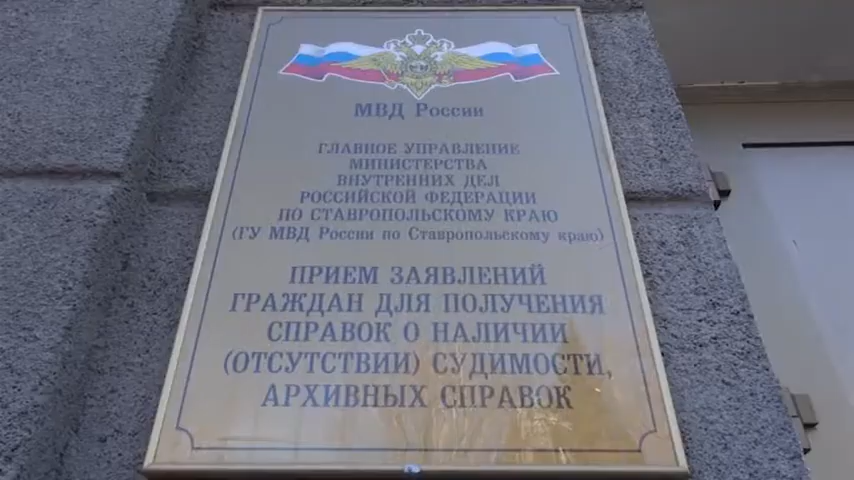 МВД России
ГЛАВНОЕ УПРАВЛЕНИЕ
МИНИСТЕРСТВА
ВНУТРЕННИХ ДЕЛ
РОССИЙСКОЙ ФЕДЕРАЦИИ
ПО СТАВРОПОЛЬСКОМУ КРАЮ
(ГУ МВД России по Ставропольскому краю)
ПРИЕМ ЗАЯВЛЕНИЙ
ГРАЖДАН ДЛЯ ПОЛУЧЕНИЯ
СПРАВОК О НАЛИЧИИ
(ОТСУТСТВИИ) СУДИМОСТИ,
АРХИВНЫХ СПРАВОК